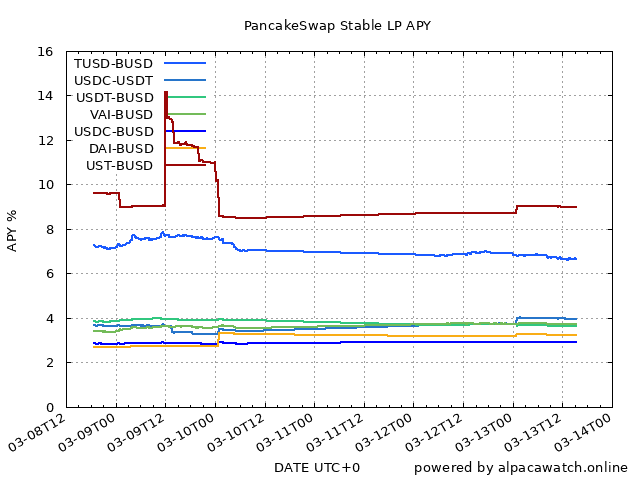 PancakeSwap Stable LP APY
16
14
12
10
8
6
4
2
0
APY %
TUSD-BUSD
USDC-USDT
USDT-BUSD
VAI-BUSD
USDC-BUSD
DAI-BUSD
UST-BUSD
03-08T12
03-09T00
03-09T12
03-10T00
03-10T12
03-11T00
03-11T12
03-12T00
03-12T12
03-13T00
03-13T12
03-14T00
DATE UTC+0
powered by alpacawatch.online